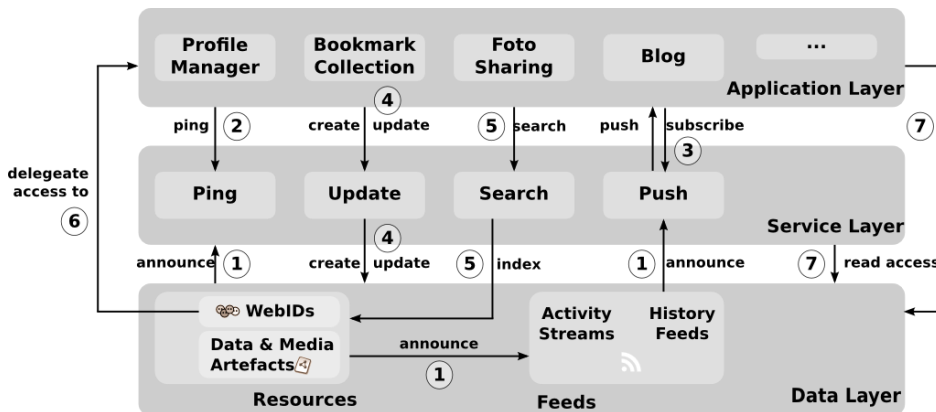 Profile
Manager
Bookmark
Collection
Foto
Sharing
Blog
...
Application Layer
4
ping
2
create
update
5
search
push
subscribe
3
7
delegeate
access to
6
Ping
Update
Search
Push
Service Layer
announce
1
create
4
update
5
index
1
announce
7
read access
WebIDs
Data & Media
Artefacts
Resources
announce
1
Activity
Streams
History
Feeds
Feeds
Data Layer